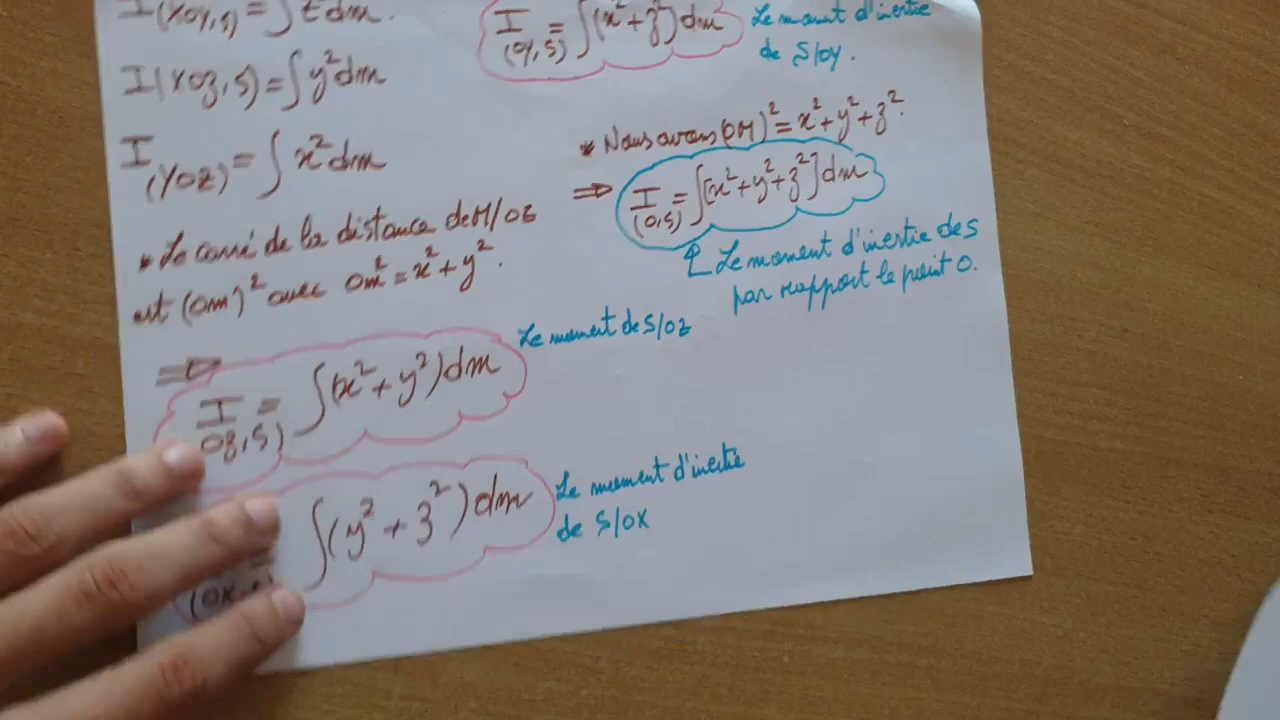 I(XOY,S) = ∫ z² dm.
I(XOz,S) = ∫ y² dm
I(YOZ) = ∫ x² dm
* Le carré de la distance de M/OZ
est (Om)² avec Om² = x² + y².
⇒ I(Oz,S) = ∫(x² + y²) dm
Le moment de S/Oz
∫(y² + z²) dm
(OX
Le moment d'inertie
de S/OX
I(OY,S) = ∫(x² + z²) dm
Le moment d'inertie
de S/OY.
* Nous avons (OM)² = x² + y² + z².
⇒ I(O,S) = ∫[x² + y² + z²] dm
Le moment d'inertie de S
par rapport le point O.